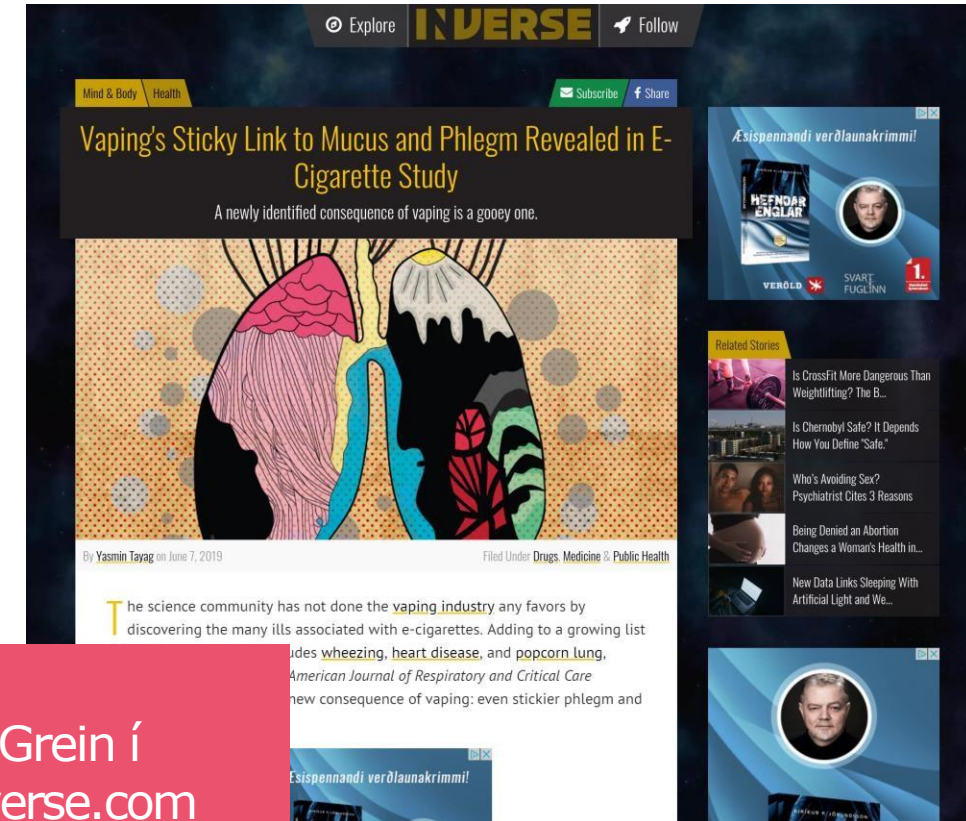 Explore
INVERSE
Follow
Mind & Body
Health
Subscribe
f Share
Vaping's Sticky Link to Mucus and Phlegm Revealed in E-
Cigarette Study
A newly identified consequence of vaping is a gooey one.
By Yasmin Tayag on June 7, 2019
Filed Under Drugs, Medicine & Public Health
The science community has not done the vaping industry any favors by
discovering the many ills associated with e-cigarettes. Adding to a growing list
udes wheezing, heart disease, and popcorn lung,
American Journal of Respiratory and Critical Care
new consequence of vaping: even stickier phlegm and
Grein í
verse.com
Æsispennandi verðlaunakrimmi!
Æsispennandi verðlaunakrimmi!
HEFNDAR
ENGLAR
VERÖLD
SVART
FUGLINN
1.
Related Stories
Is CrossFit More Dangerous Than
Weightlifting? The B...
Is Chernobyl Safe? It Depends
How You Define "Safe."
Who's Avoiding Sex?
Psychiatrist Cites 3 Reasons
Being Denied an Abortion
Changes a Woman's Health in...
New Data Links Sleeping With
Artificial Light and We...